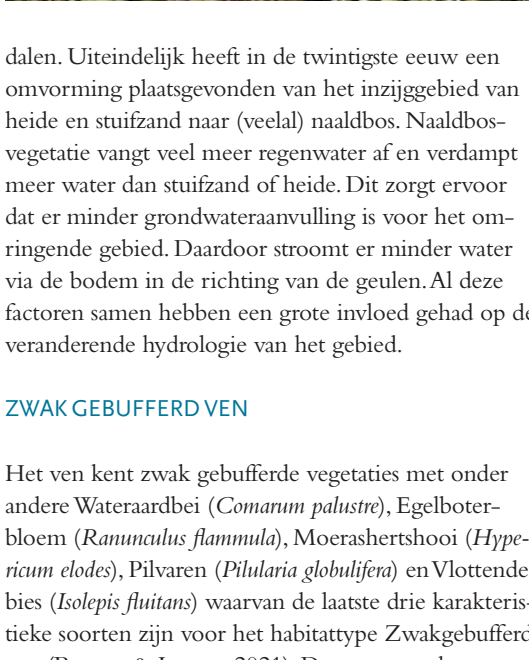 dalen. Uiteindelijk heeft in de twintigste eeuw een
omvorming plaatsgevonden van het inzijggebied van
heide en stuifzand naar (veelal) naaldbos. Naaldbos-
vegetatie vangt veel meer regenwater af en verdampt
meer water dan stuifzand of heide. Dit zorgt ervoor
dat er minder grondwateraanvulling is voor het om-
ringende gebied. Daardoor stroomt er minder water
via de bodem in de richting van de geulen. Al deze
factoren samen hebben een grote invloed gehad op de
veranderende hydrologie van het gebied.
ZWAK GEBUFFERD VEN
Het ven kent zwak gebufferde vegetaties met onder
andere Wateraardbei (Comarum palustre), Egelboter-
bloem (Ranunculus flammula), Moerashertshooi (Hype-
ricum elodes), Pilvaren (Pilularia globulifera) en Vlottende
bies (Isolepis fluitans) waarvan de laatste drie karakteris-
tieke soorten zijn voor het habitattype Zwakgebufferd